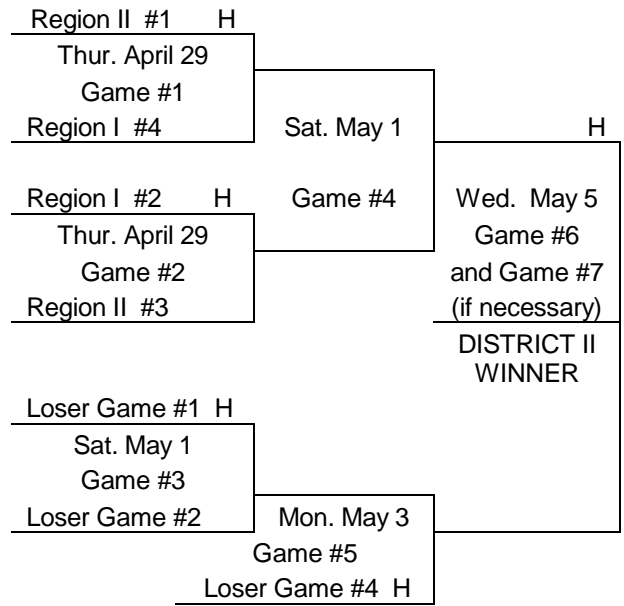 Region II #1 H
Thur. April 29
Game #1
Region I #4
Sat. May 1
H
Region I #2 H
Game #4
Wed. May 5
Thur. April 29
Game #6
Game #2
and Game #7
Region II #3
(if necessary)
DISTRICT II
WINNER
Loser Game #1 H
Sat. May 1
Game #3
Loser Game #2
Mon. May 3
Game #5
Loser Game #4 H